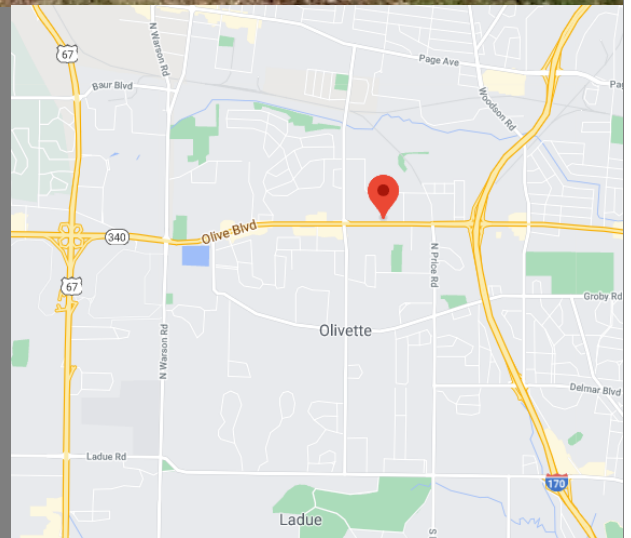 67
N Warson Rd
Page Ave
Baur Blvd
Woodson Rd
Pag
Olive Blvd
340
67
N Price Rd
Groby Rd
Olivette
N Warson Rd
Delmar Blvd
Ladue Rd
170
Ladue
S